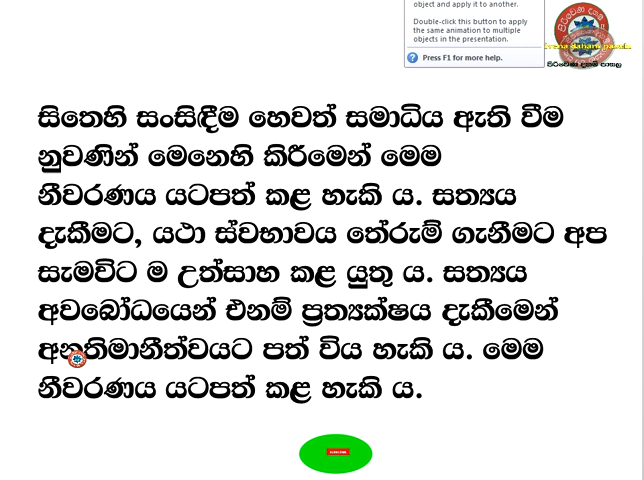 object and apply it to another.
Double-click this button to apply
the same animation to multiple
objects in the presentation.
Press F1 for more help.
පිරිවෙණ දහම් පාසල
සිතෙහි සංසිඳීම හෙවත් සමාධිය ඇති වීම
නුවණින් මෙනෙහි කිරීමෙන් මෙම
නීවරණය යටපත් කළ හැකි ය. සත්‍යය
දැකීමට, යථා ස්වභාවය තේරුම් ගැනීමට අප
සැමවිට ම උත්සාහ කළ යුතු ය. සත්‍යය
අවබෝධයෙන් එනම් ප්‍රත්‍යක්ෂය දැකීමෙන්
අනතිමානීත්වයට පත් විය හැකි ය. මෙම
නීවරණය යටපත් කළ හැකි ය.